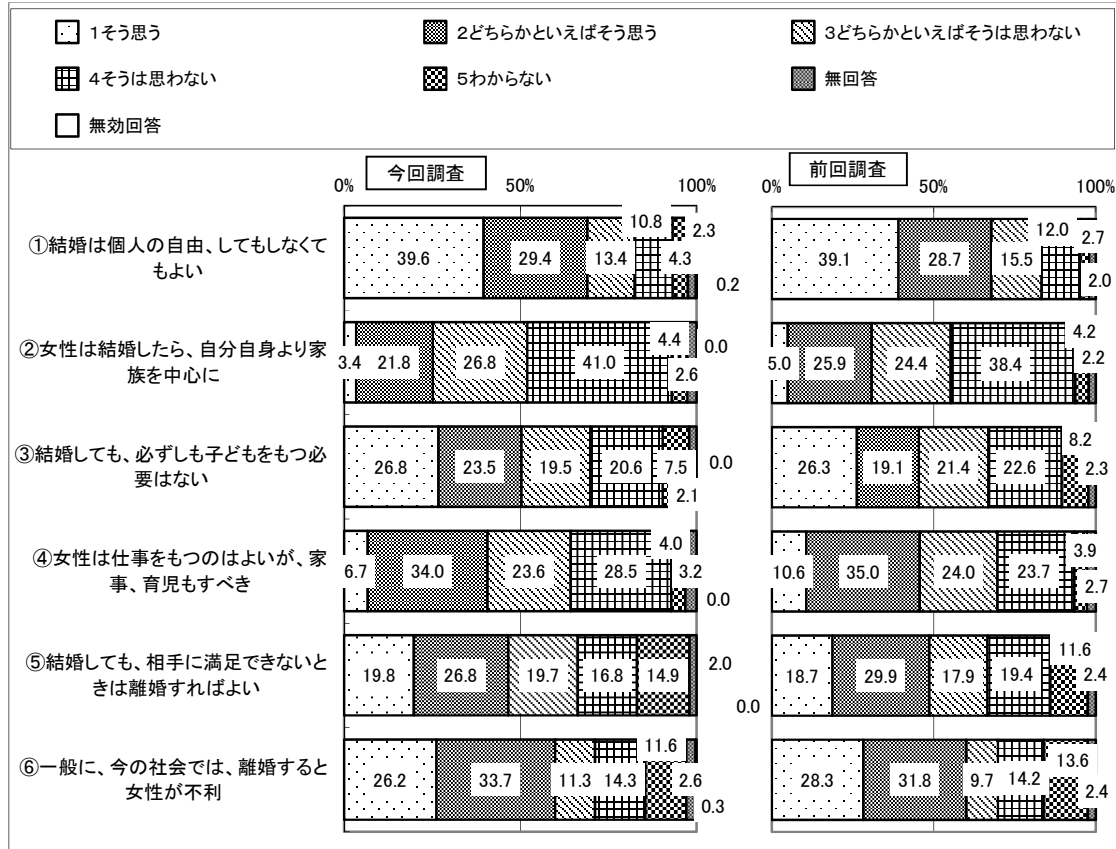 1そう思う
2どちらかといえばそう思う
3どちらかといえばそうは思わない
4そうは思わない
5わからない
無回答
無効回答
今回調査
前回調査
0% 50% 100%
0% 50% 100%
①結婚は個人の自由、してもしなくて
もよい
39.6 29.4 13.4 10.8 4.3 2.3 0.2
39.1 28.7 15.5 12.0 2.7 2.0
②女性は結婚したら、自分自身より家
族を中心に
3.4 21.8 26.8 41.0 4.4 2.6 0.0
5.0 25.9 24.4 38.4 4.2 2.2
③結婚しても、必ずしも子どもをもつ必
要はない
26.8 23.5 19.5 20.6 7.5 2.1 0.0
26.3 19.1 21.4 22.6 8.2 2.3
④女性は仕事をもつのはよいが、家
事、育児もすべき
6.7 34.0 23.6 28.5 4.0 3.2 0.0
10.6 35.0 24.0 23.7 3.9 2.7
⑤結婚しても、相手に満足できないと
きは離婚すればよい
19.8 26.8 19.7 16.8 14.9 2.0 0.0
18.7 29.9 17.9 19.4 11.6 2.4
⑥一般に、今の社会では、離婚すると
女性が不利
26.2 33.7 11.3 14.3 11.6 2.6 0.3
28.3 31.8 9.7 14.2 13.6 2.4